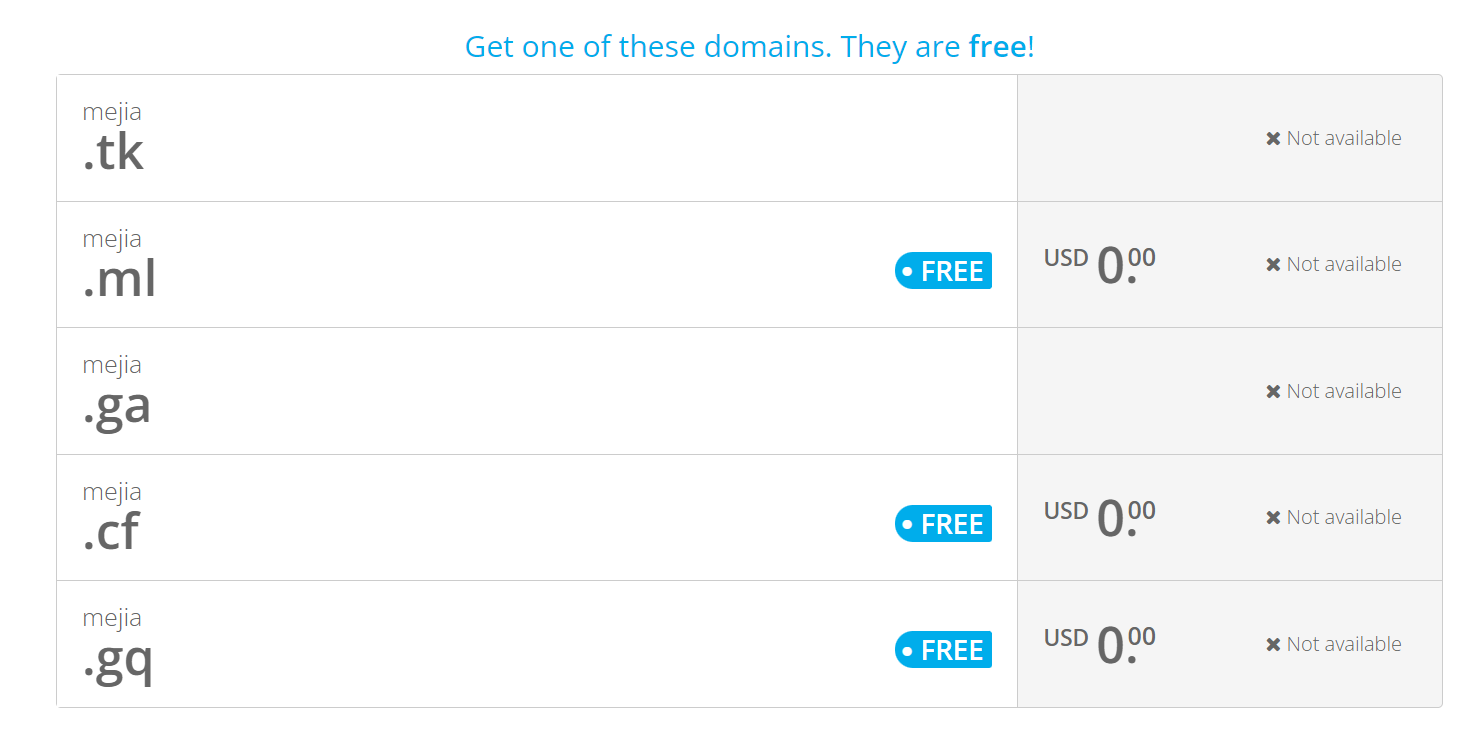 Get one of these domains. They are free!
mejia
.tk
Not available
mejia
.ml
FREE
USD 0.00
Not available
mejia
.ga
Not available
mejia
.cf
FREE
USD 0.00
Not available
mejia
.gq
FREE
USD 0.00
Not available